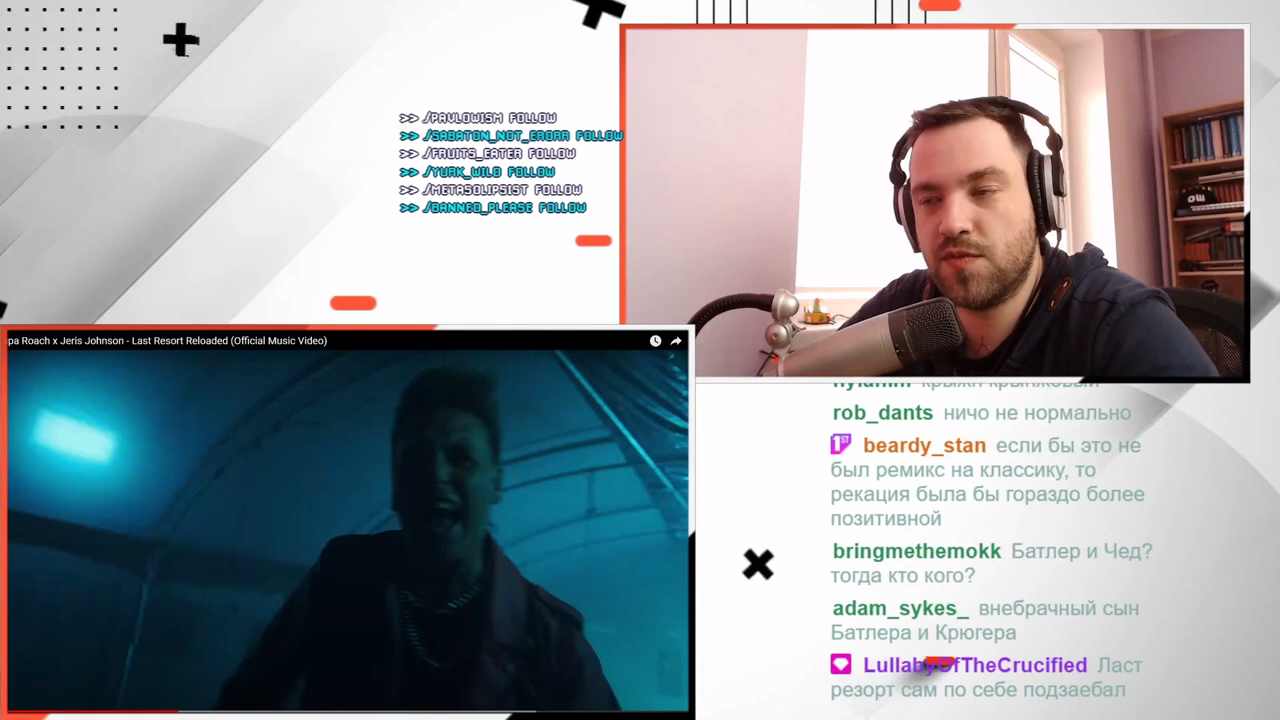 >> ./PAVLOWISM FOLLOW
>> ./SABATON_NOT_ERORR FOLLOW
>> ./FRUITS_EATER FOLLOW
>> ./YURK_WILD FOLLOW
>> ./METASOLIPSIST FOLLOW
>> ./BANNED_PLEASE FOLLOW
pa Roach x Jeris Johnson - Last Resort Reloaded (Official Music Video)
rob_dants ничо не нормально
beardy_stan если бы это не
был ремикс на классику, то
рекация была бы гораздо более
позитивной
bringmethemokk Батлер и Чед?
тогда кто кого?
adam_sykes_ внебрачный сын
Батлера и Крюгера
LullabyOfTheCrucified Ласт
резорт сам по себе подзаебал